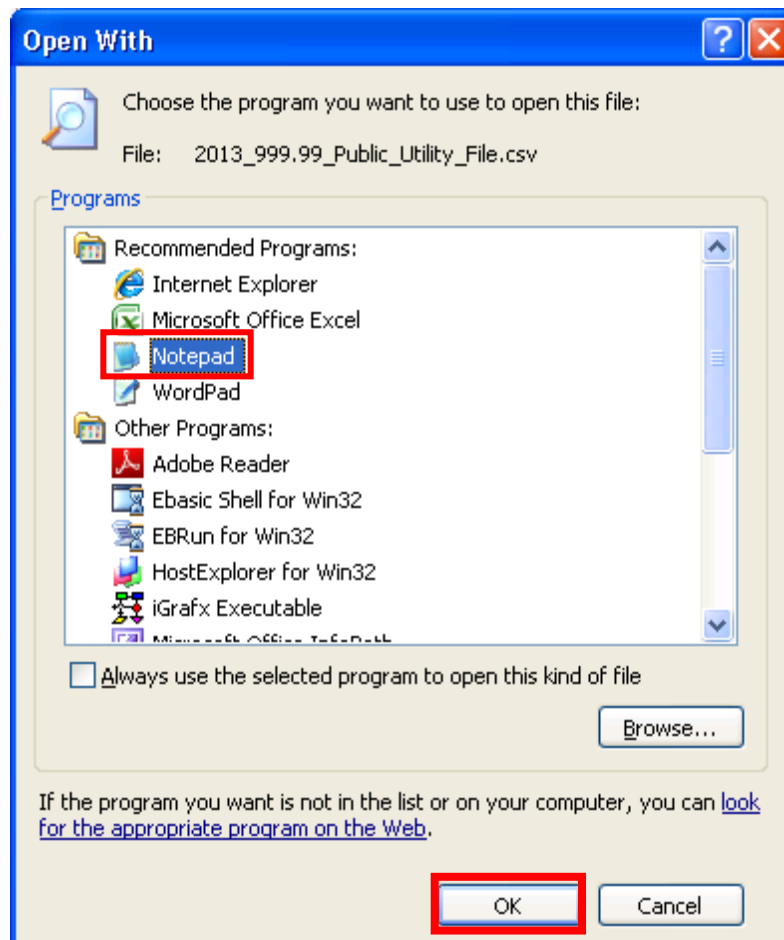 Open With
Choose the program you want to use to open this file:
File: 2013_999.99_Public_Utility_File.csv
Programs
Recommended Programs:
Internet Explorer
Microsoft Office Excel
Notepad
WordPad
Other Programs:
Adobe Reader
Ebasic Shell for Win32
EBRun for Win32
HostExplorer for Win32
iGrafx Executable
Microsoft Office InfoPath
Always use the selected program to open this kind of file
Browse...
If the program you want is not in the list or on your computer, you can look
for the appropriate program on the Web.
OK Cancel